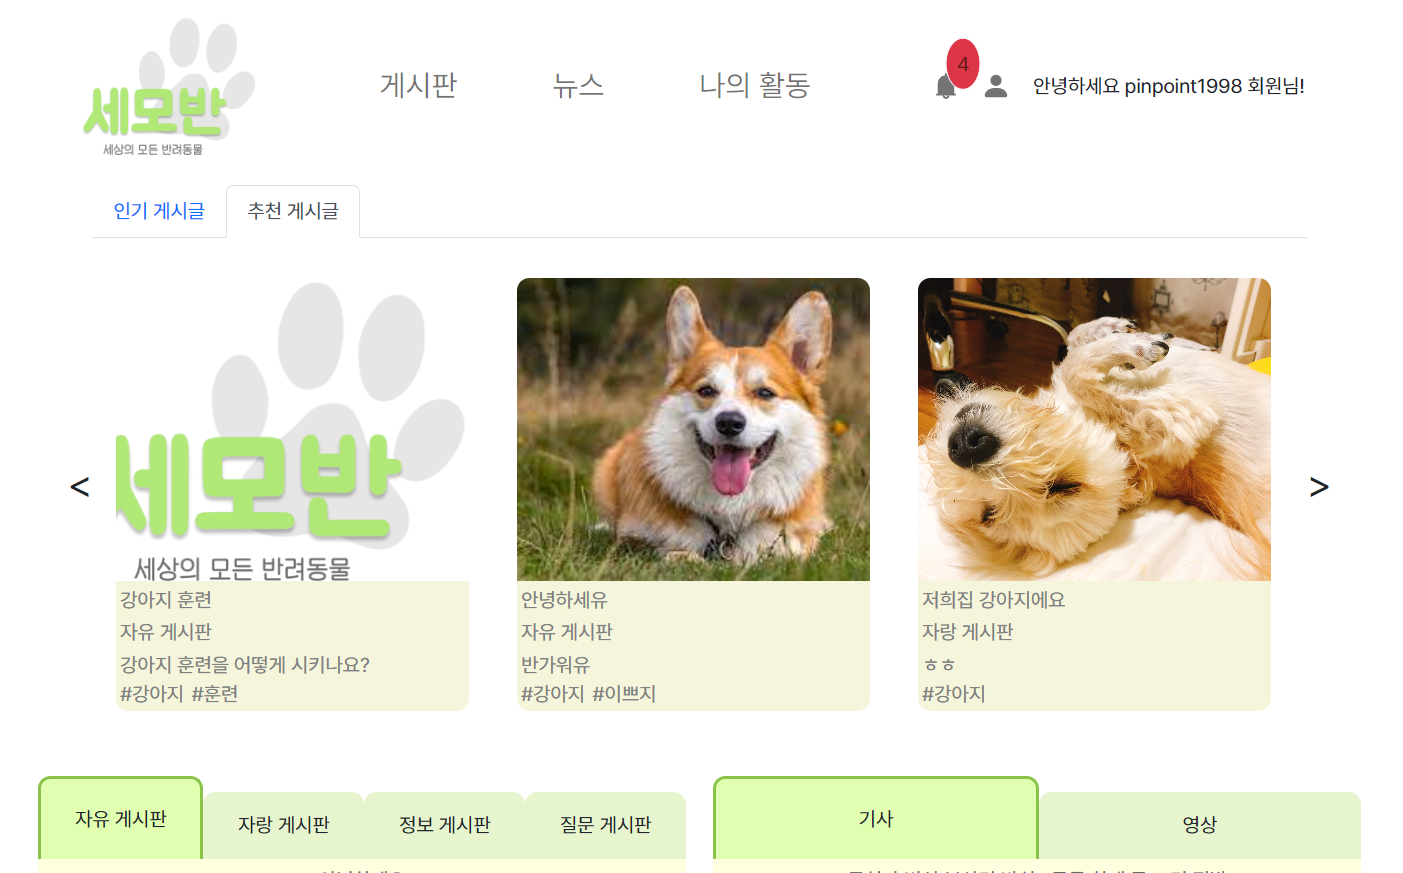 세모반
세상의 모든 반려동물
게시판
뉴스
나의 활동
4
안녕하세요 pinpoint1998 회원님!
인기 게시글
추천 게시글
<
세모반
세상의 모든 반려동물
강아지 훈련
자유 게시판
강아지 훈련을 어떻게 시키나요?
#강아지 #훈련
안녕하세유
자유 게시판
반가워유
#강아지 #이쁘지
저희집 강아지에요
자랑 게시판
ㅎㅎ
#강아지
>
자유 게시판
자랑 게시판
정보 게시판
질문 게시판
기사
영상